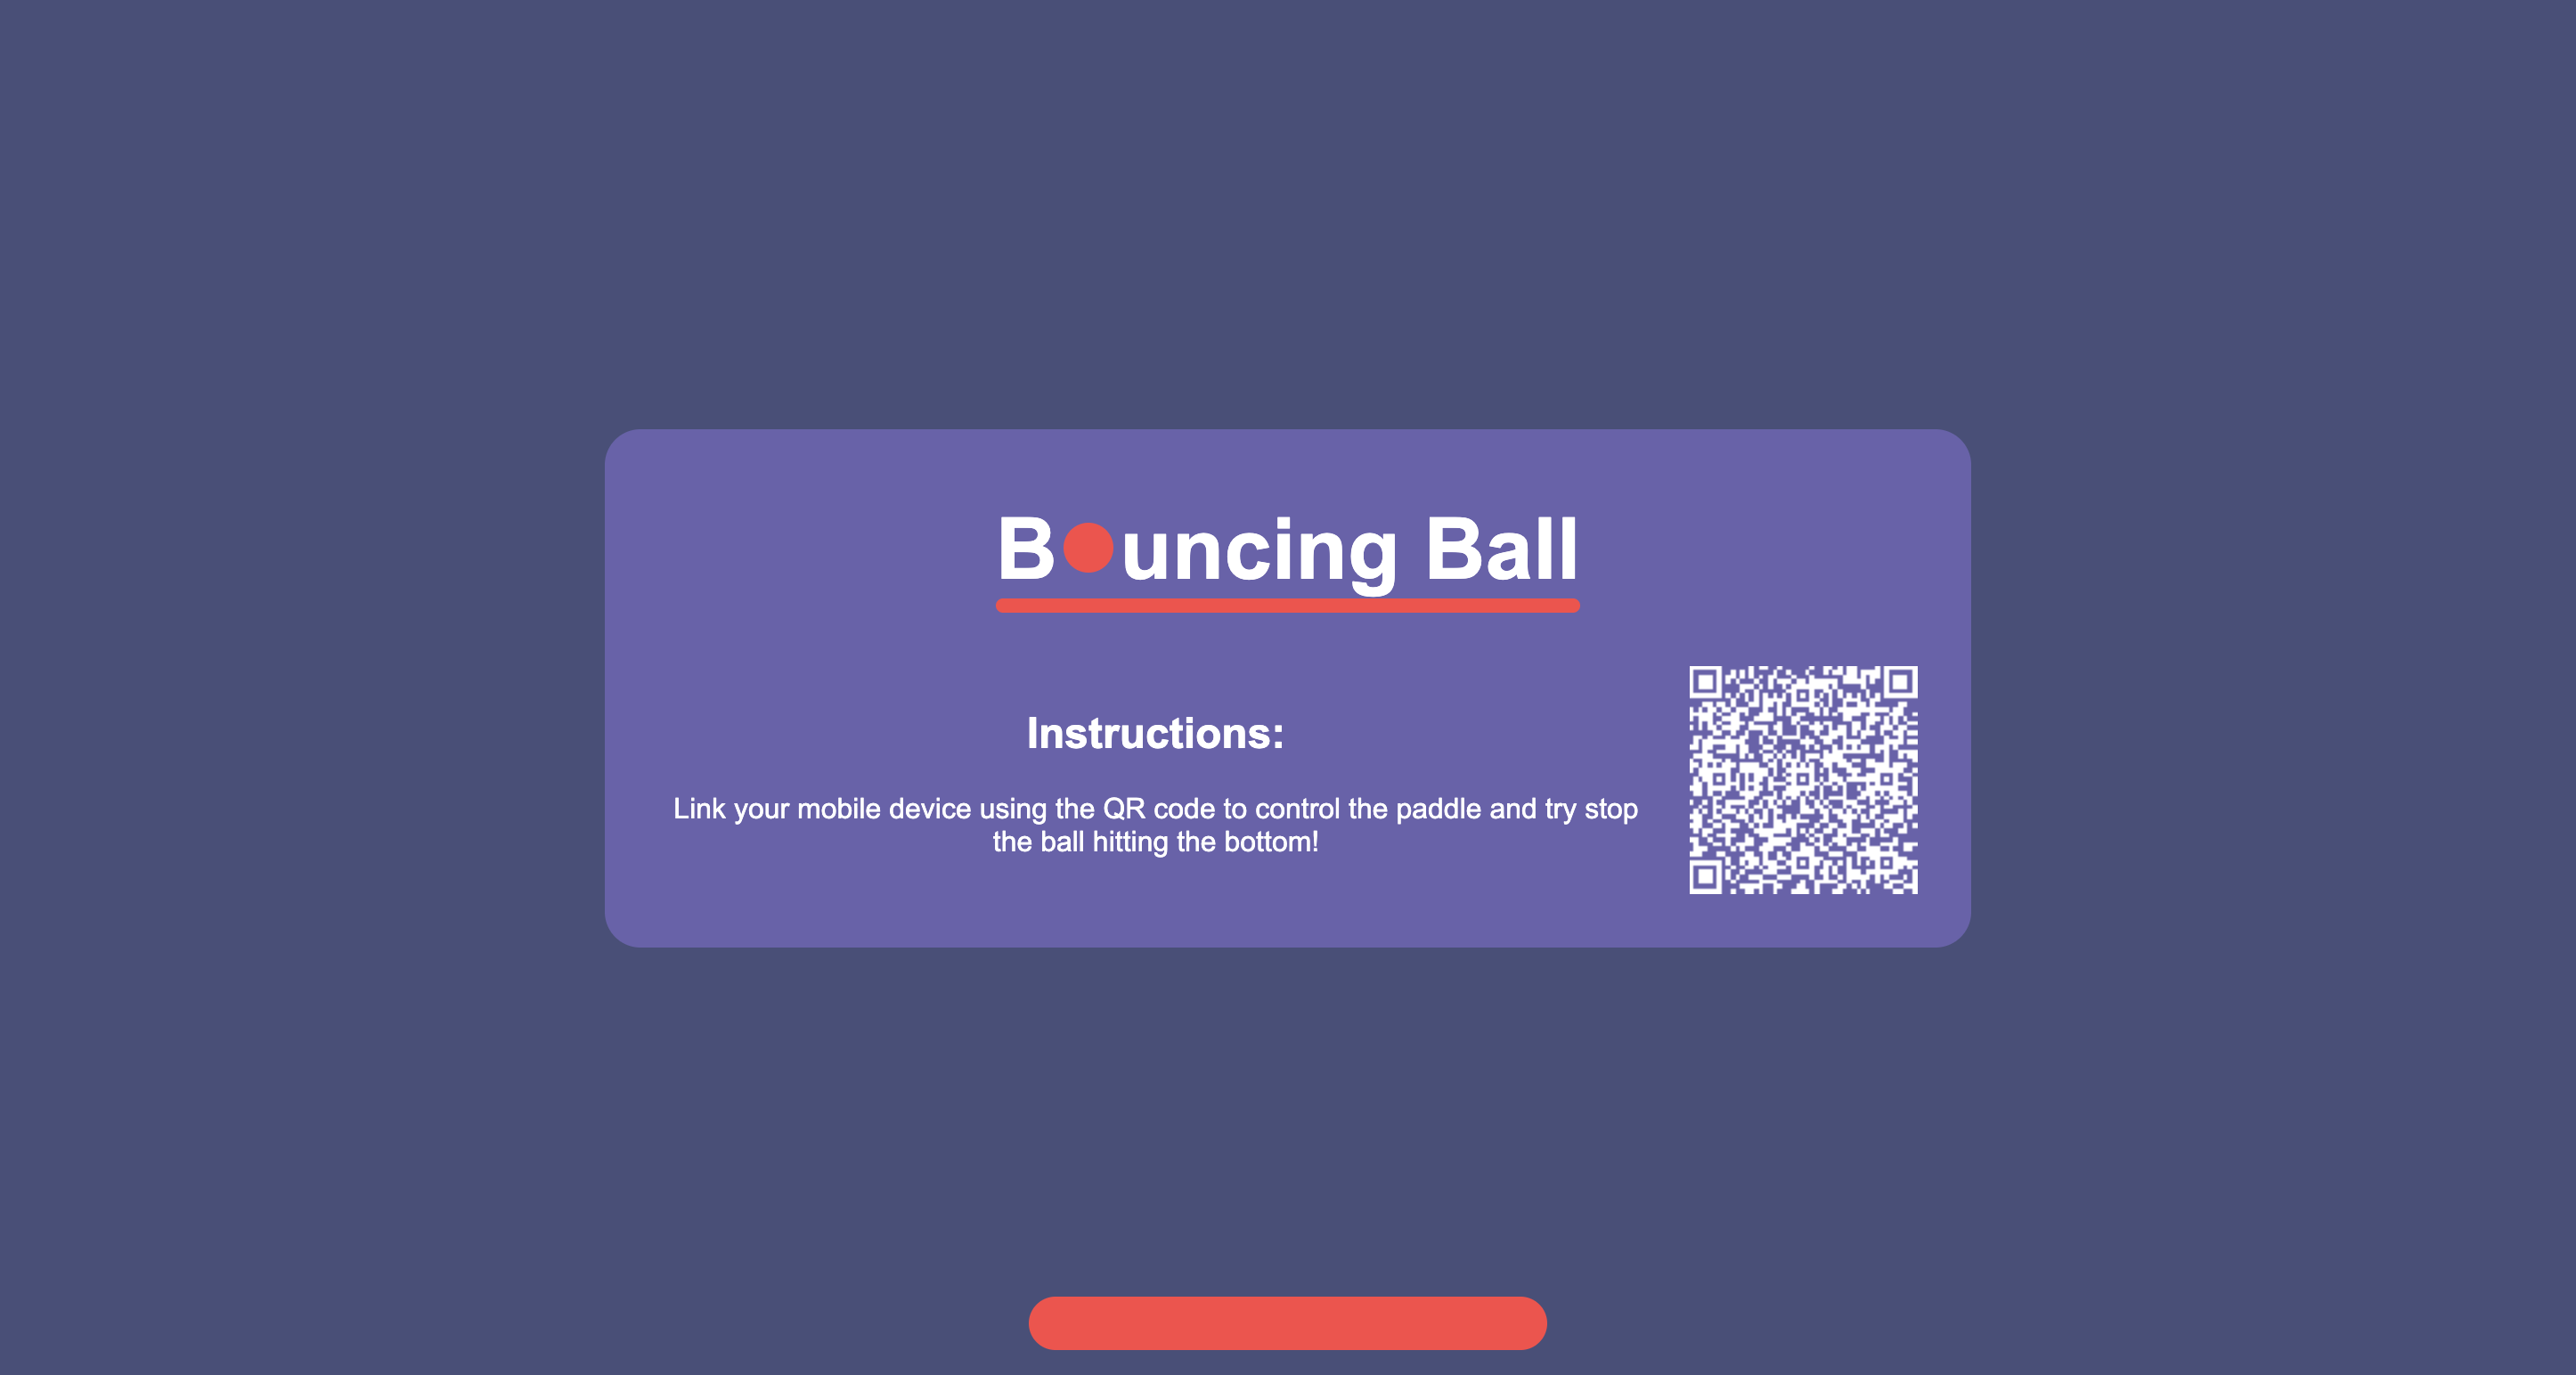 Bouncing Ball
Instructions:
Link your mobile device using the QR code to control the paddle and try stop
the ball hitting the bottom!